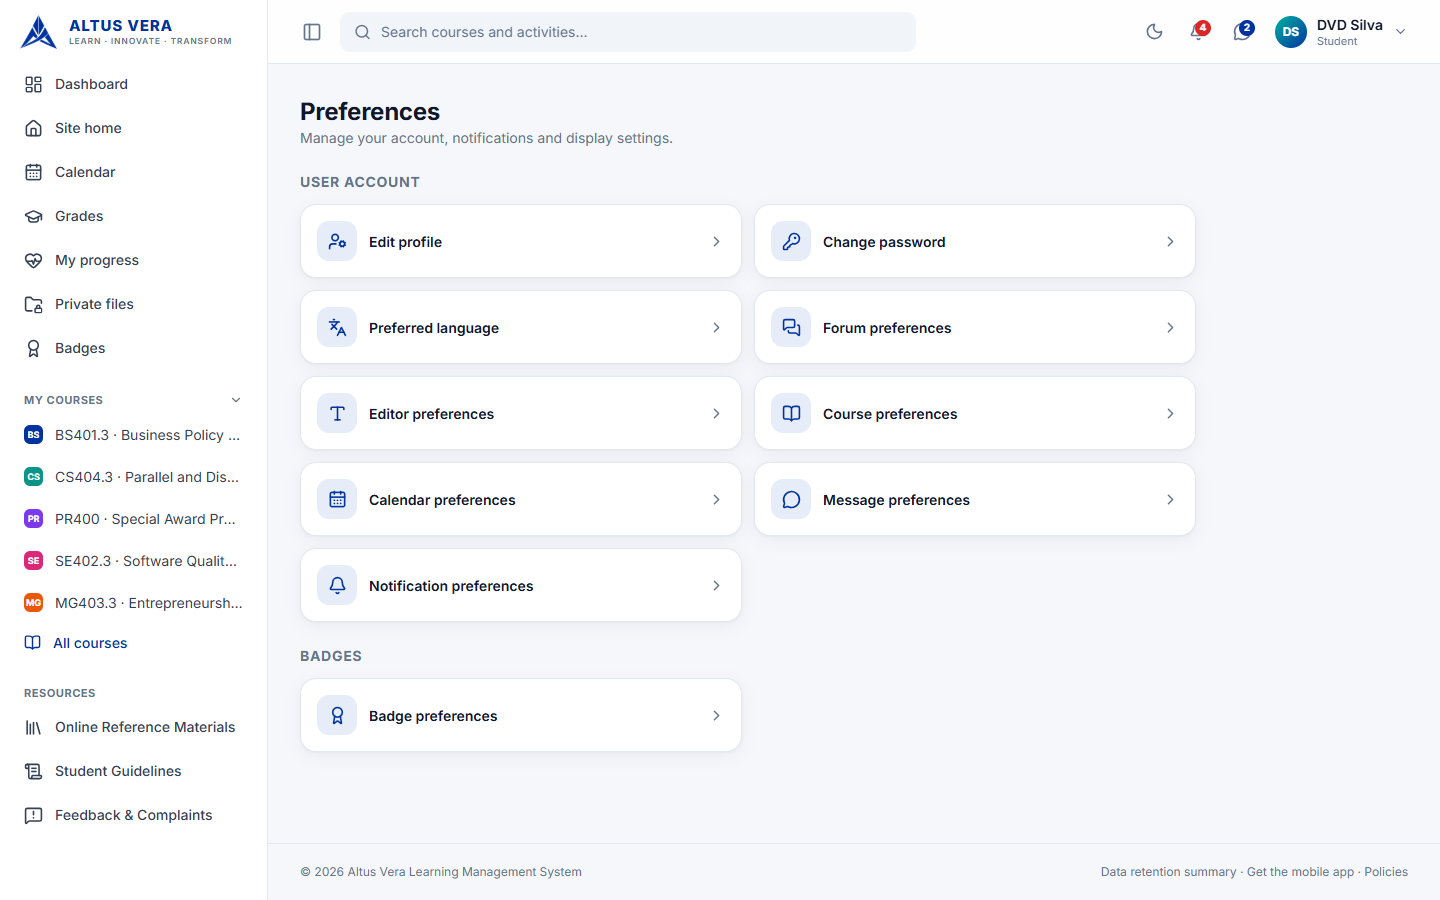 ALTUS VERA
LEARN · INNOVATE · TRANSFORM
Dashboard
Site home
Calendar
Grades
My progress
Private files
Badges
MY COURSES
BS BS401.3 · Business Policy ...
CS CS404.3 · Parallel and Dis...
PR PR400 · Special Award Pr...
SE SE402.3 · Software Qualit...
MG MG403.3 · Entrepreneursh...
All courses
RESOURCES
Online Reference Materials
Student Guidelines
Feedback & Complaints
Search courses and activities...
4
2
DS
DVD Silva
Student
Preferences
Manage your account, notifications and display settings.
USER ACCOUNT
Edit profile
Change password
Preferred language
Forum preferences
Editor preferences
Course preferences
Calendar preferences
Message preferences
Notification preferences
BADGES
Badge preferences
© 2026 Altus Vera Learning Management System
Data retention summary · Get the mobile app · Policies